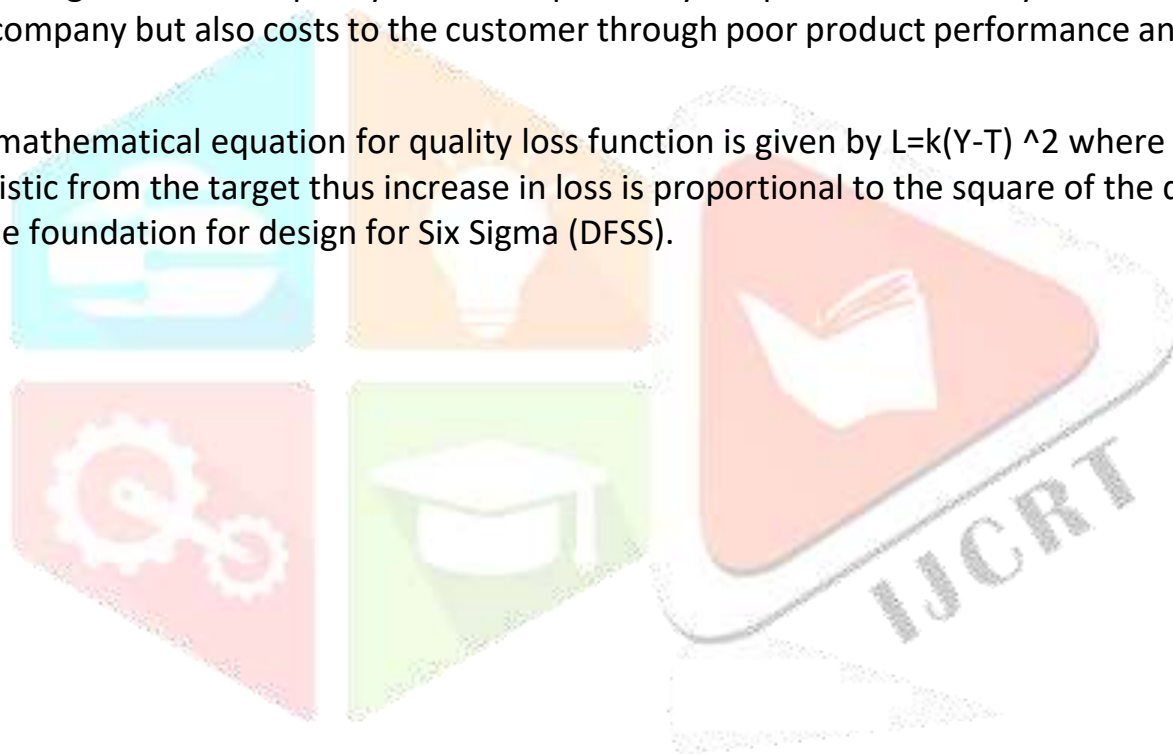 company but also costs to the customer through poor product performance an
mathematical equation for quality loss function is given by L=k(Y-T) ^2 where
istic from the target thus increase in loss is proportional to the square of the
e foundation for design for Six Sigma (DFSS).
IJCRT